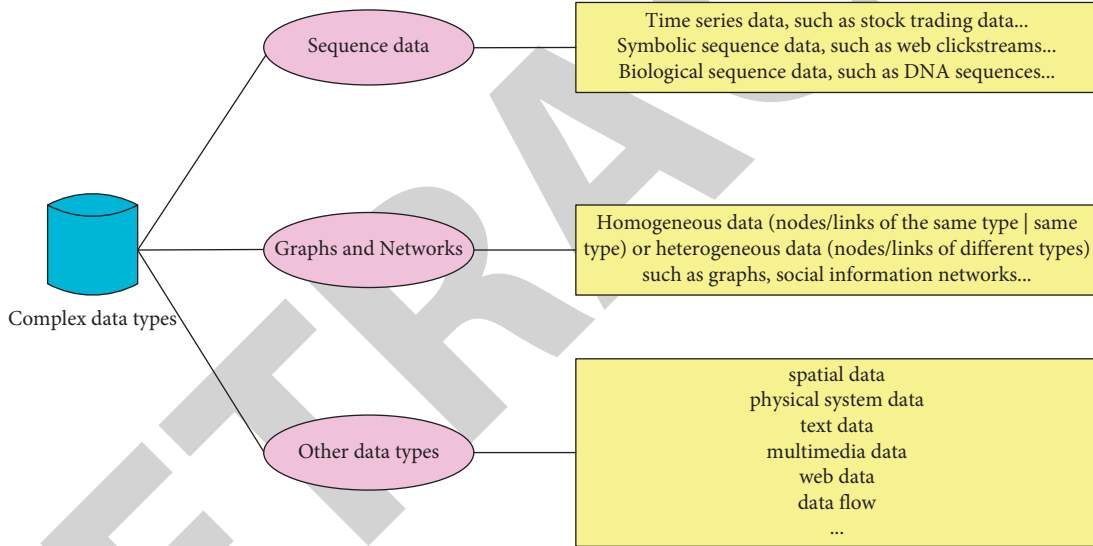 Sequence data
Time series data, such as stock trading data...
Symbolic sequence data, such as web clickstreams...
Biological sequence data, such as DNA sequences...
Complex data types
Graphs and Networks
Homogeneous data (nodes/links of the same type | same
type) or heterogeneous data (nodes/links of different types)
such as graphs, social information networks...
Other data types
spatial data
physical system data
text data
multimedia data
web data
data flow
...
ETRAC